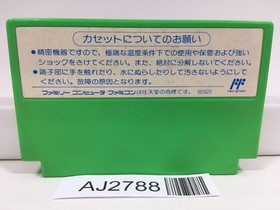 カセットについてのお願い
●精密機器ですので、極端な温度条件下での使用や保管および強い
ショックをさけてください。また、絶対に分解しないでください。
●端子部に手を触れたり、水にぬらしたりして汚さないようにして
ください。故障の原因となります。
ファミリーコンピュータ・ファミコンは任天堂の商標です。
AJ2788